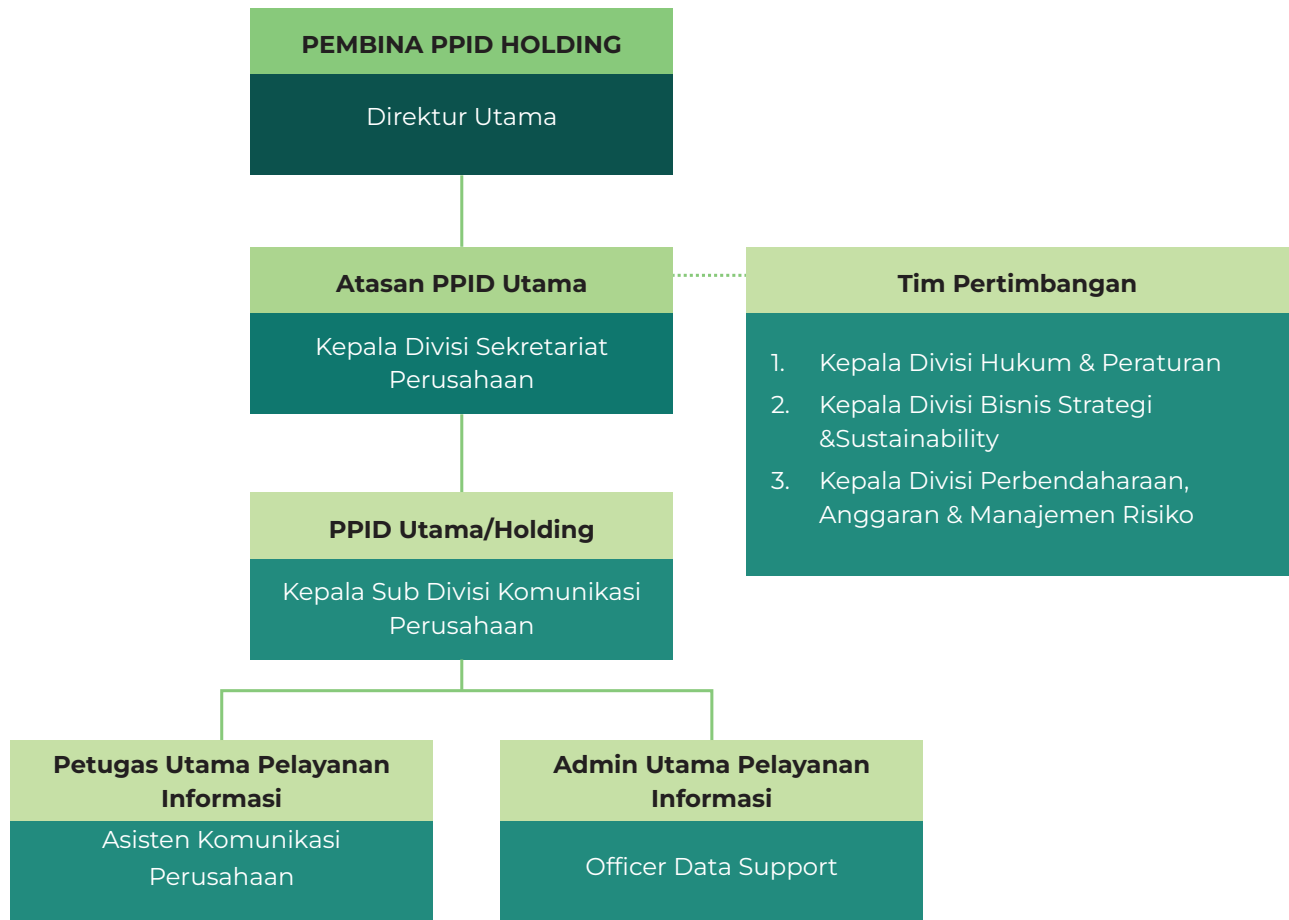 PEMBINA PPID HOLDING
Direktur Utama
Atasan PPID Utama
Kepala Divisi Sekretariat
Perusahaan
Tim Pertimbangan
1. Kepala Divisi Hukum & Peraturan
2. Kepala Divisi Bisnis Strategi
&Sustainability
3. Kepala Divisi Perbendaharaan,
Anggaran & Manajemen Risiko
PPID Utama/Holding
Kepala Sub Divisi Komunikasi
Perusahaan
Petugas Utama Pelayanan
Informasi
Asisten Komunikasi
Perusahaan
Admin Utama Pelayanan
Informasi
Officer Data Support